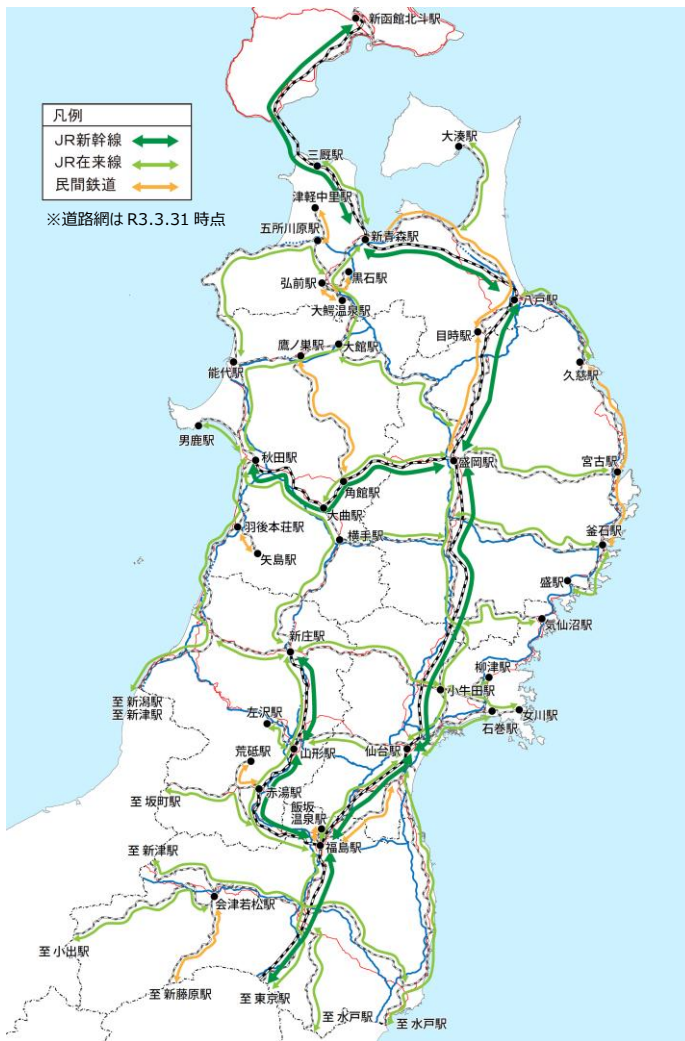 新函館北斗駅
凡例
JR新幹線
JR在来線
民間鉄道
※道路網は R3.3.31 時点
大湊駅
三厩駅
津軽中里駅
五所川原駅
新青森駅
黒石駅
弘前駅
大鰐温泉駅
八戸駅
目時駅
鷹ノ巣駅
大館駅
能代駅
久慈駅
男鹿駅
秋田駅
盛岡駅
宮古駅
角館駅
大曲駅
羽後本荘駅
横手駅
矢島駅
釜石駅
盛駅
気仙沼駅
新庄駅
柳津駅
小牛田駅
至 新潟駅
至 新津駅
左沢駅
石巻駅
女川駅
荒砥駅
山形駅
仙台駅
赤湯駅
至 坂町駅
飯坂
温泉駅
福島駅
至 新津駅
会津若松駅
至 小出駅
至 新藤原駅
至 東京駅
至 水戸駅
至 水戸駅